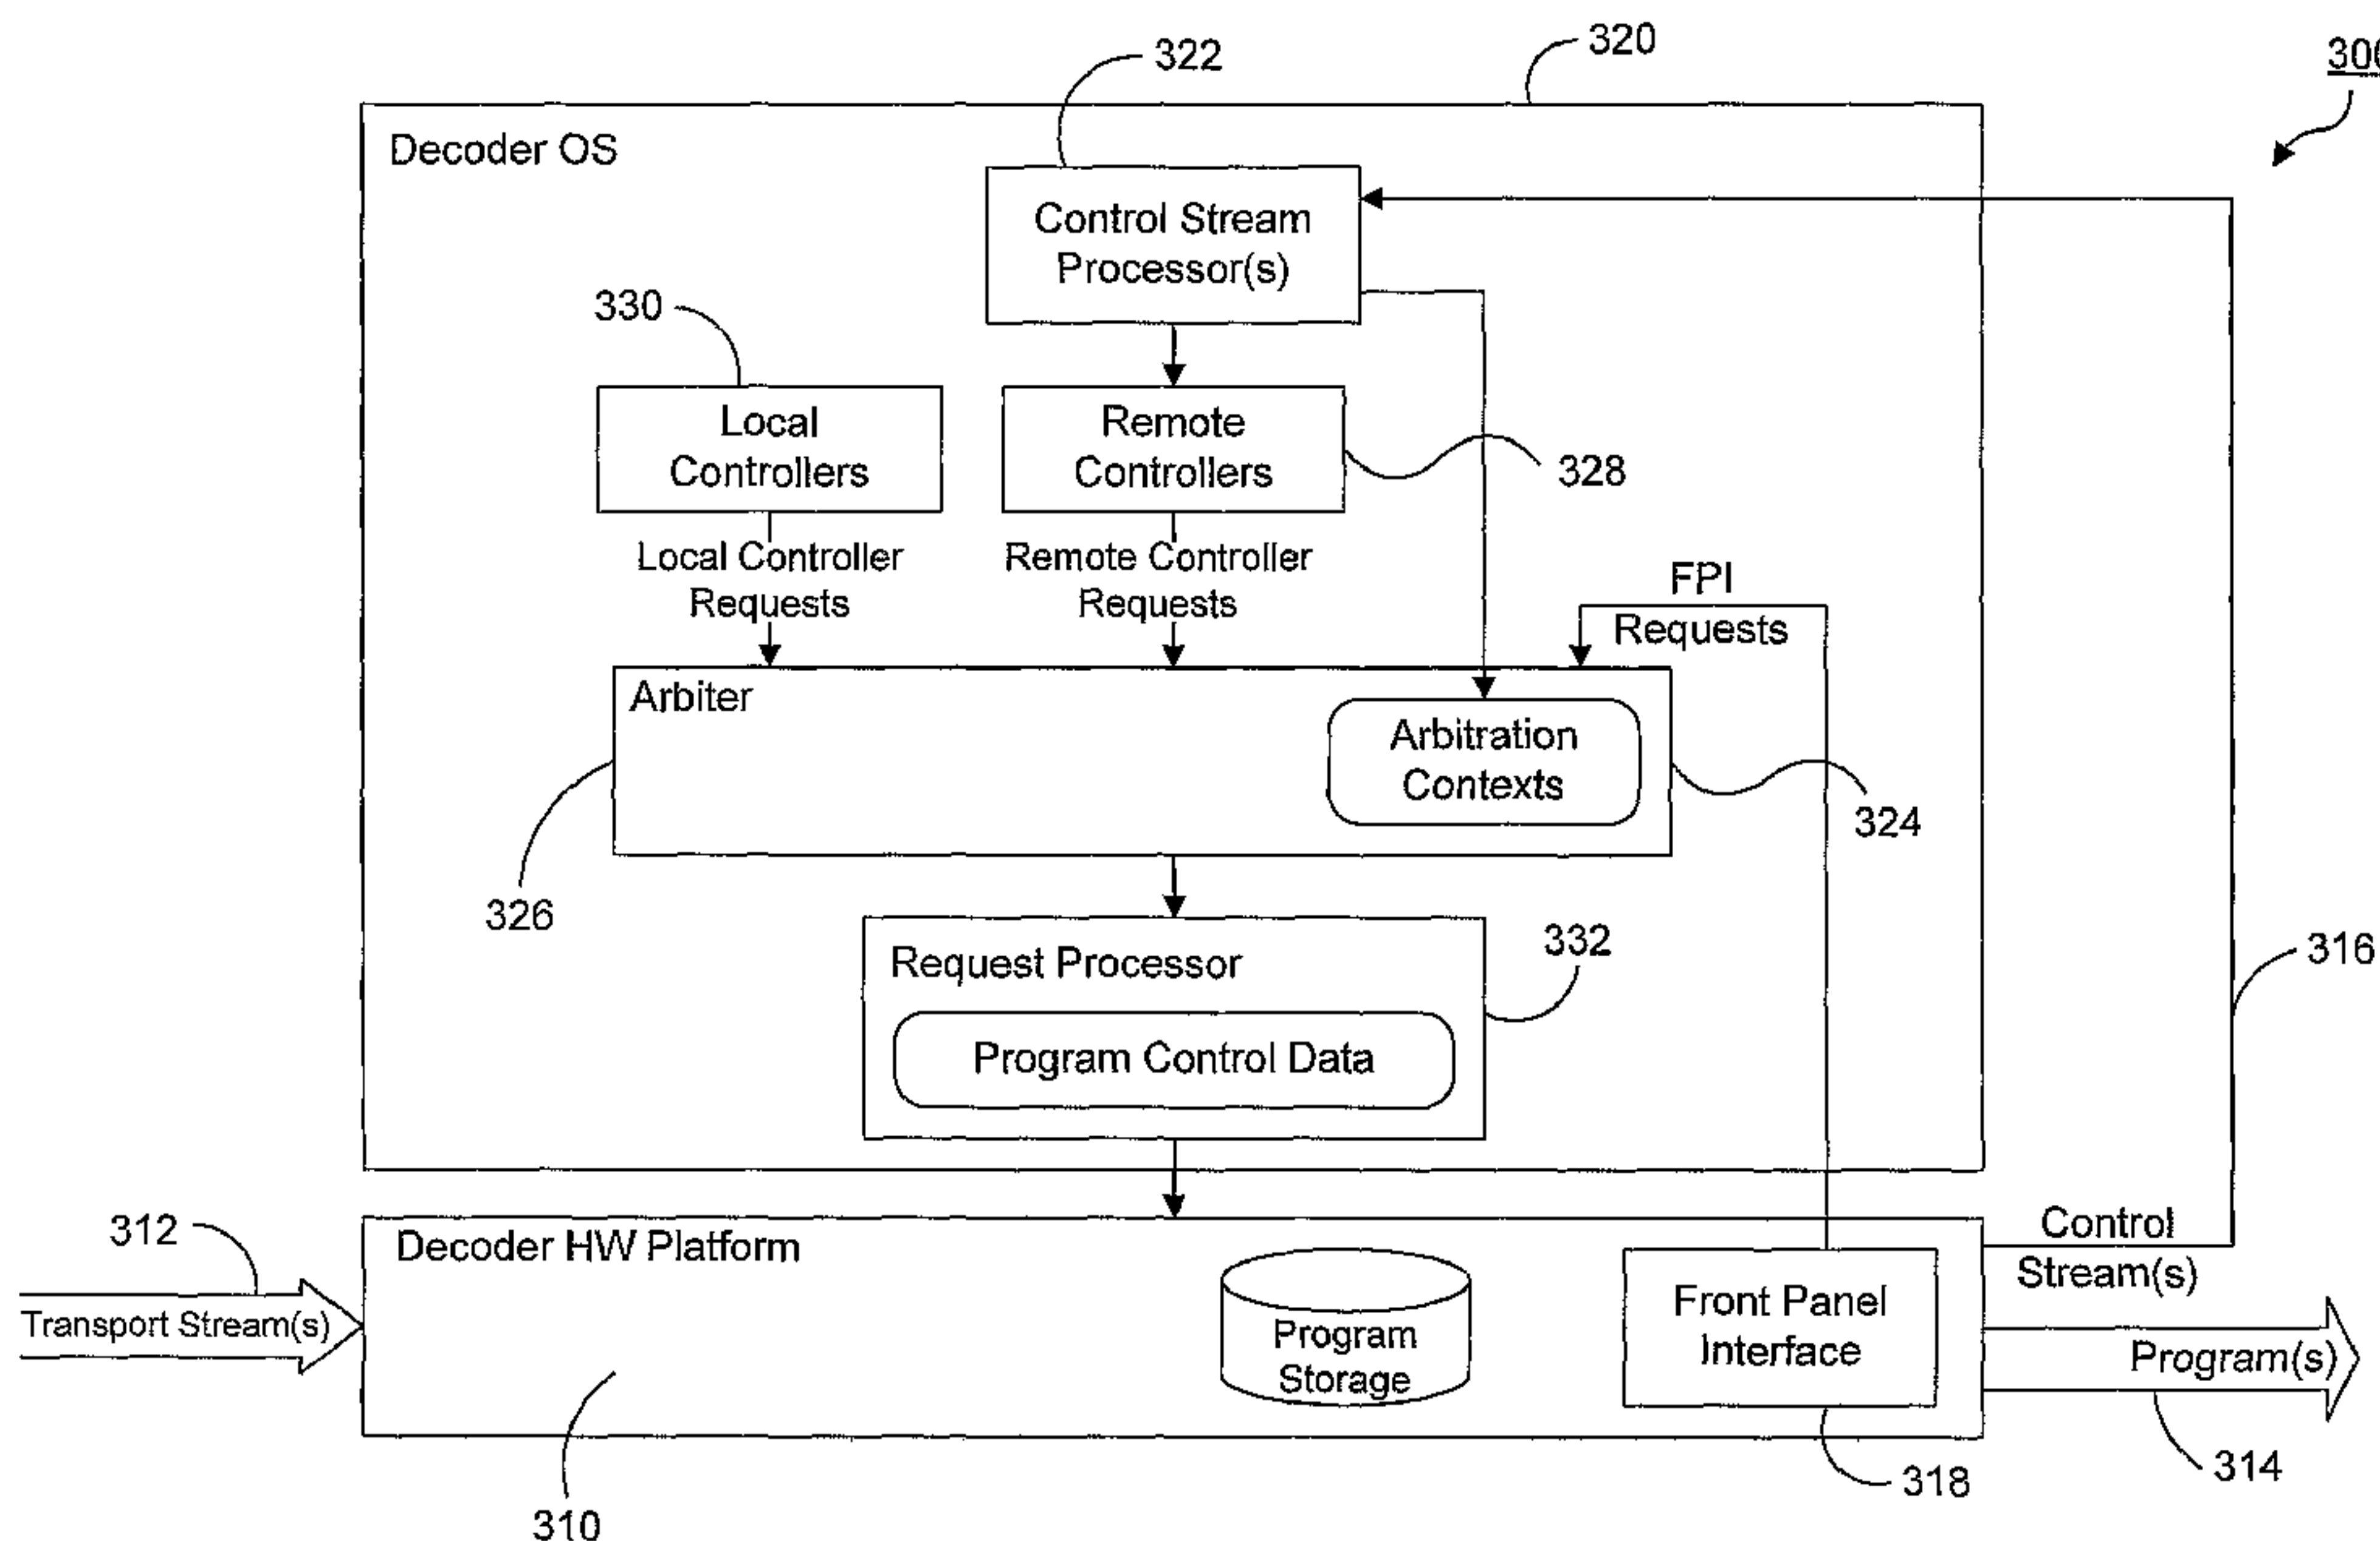 322
320
300
Decoder OS
Control Stream
Processor(s)
330
Local
Controllers
Remote
Controllers
328
Local Controller
Requests
Remote Controller
Requests
FPI
Requests
Arbiter
Arbitration
Contexts
324
326
332
Request Processor
316
Program Control Data
312
Decoder HW Platform
Control
Stream(s)
Transport Stream(s)
Program
Storage
Front Panel
Interface
Program(s)
310
318
314